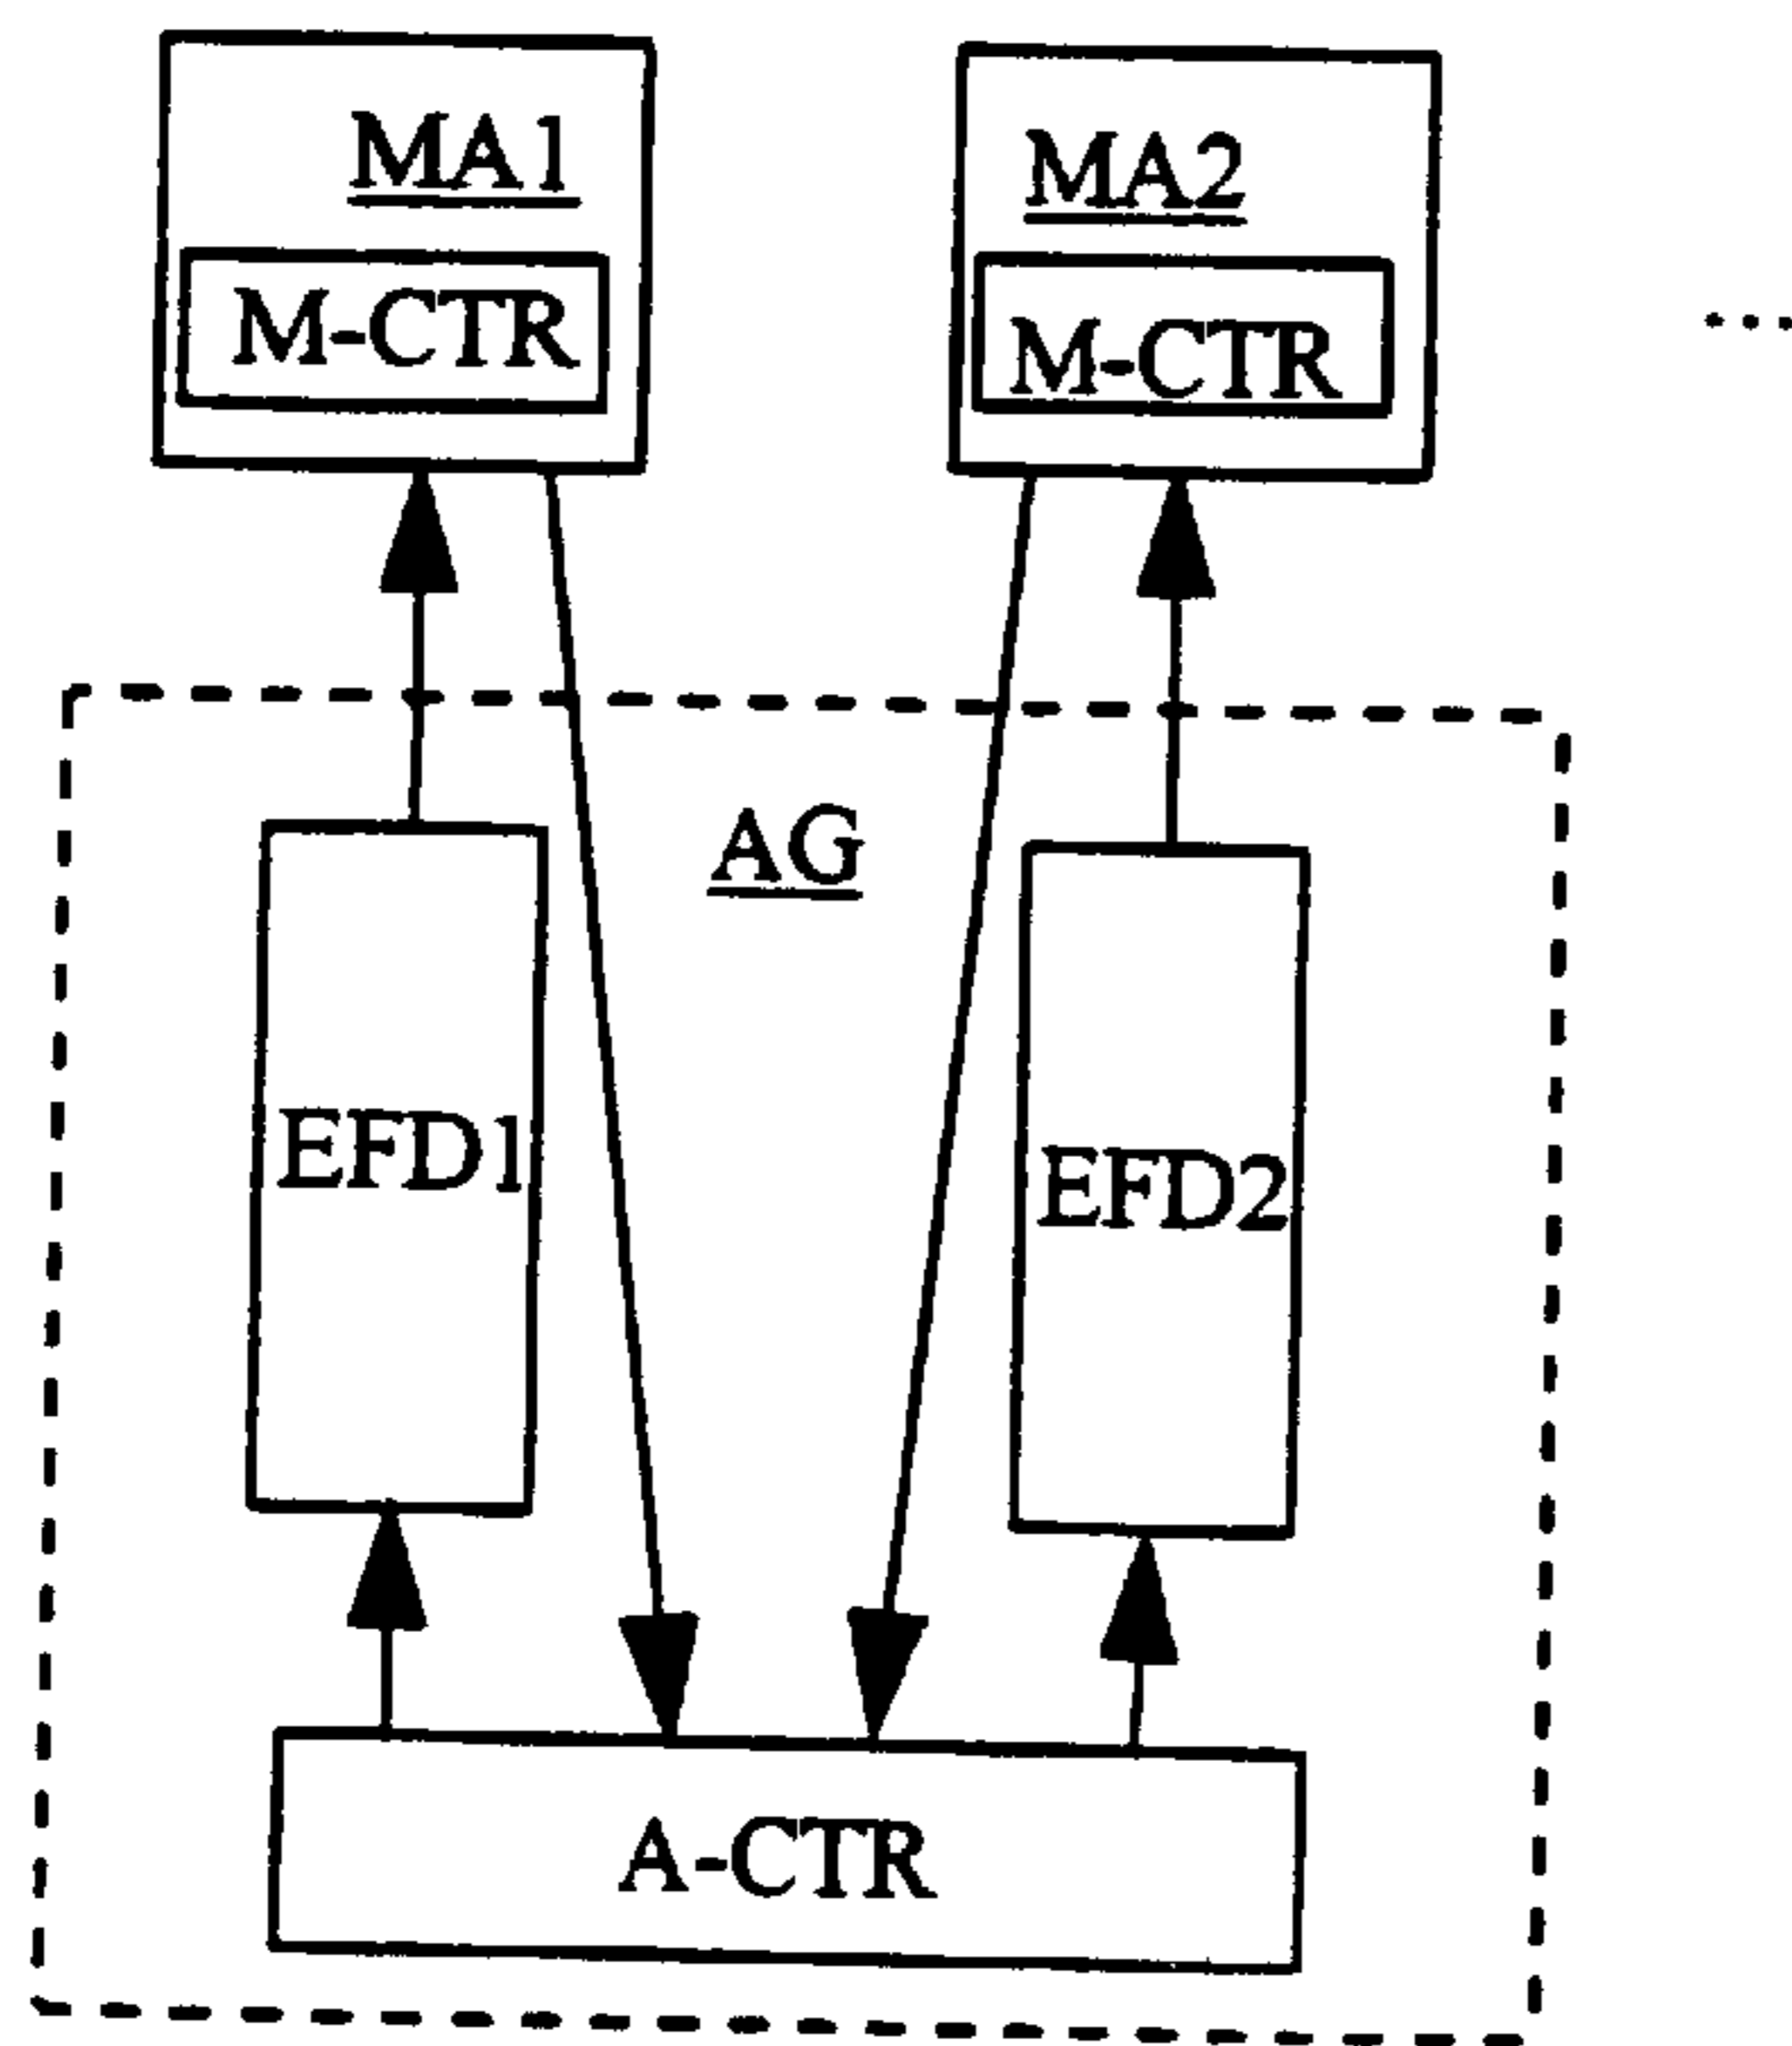 MA1
MA2
M-CTR
M-CTR
.....
AG
EFD1
EFD2
A-CTR